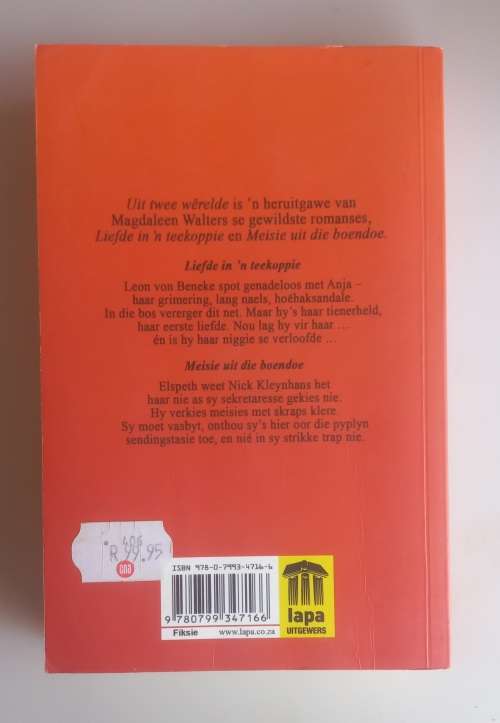 Uit twee wêrelde is 'n heruitgawe van
Magdaleen Walters se gewildste romanses,
Liefde in 'n teekoppie en Meisie uit die boendoe.
Liefde in 'n teekoppie
Leon von Beneke spot genadeloos met Anja –
haar grimering, lang naels, hoëhaksandale.
In die bos vererger dit net. Maar hy's haar tienerheld,
haar eerste liefde. Nou lag hy vir haar ...
én is hy haar niggie se verloofde ...
Meisie uit die boendoe
Elspeth weet Nick Kleynhans het
haar nie as sy sekretaresse gekies nie.
Hy verkies meisies met skraps klere.
Sy moet vasbyt, onthou sy's hier oor die pyplyn
sendingstasie toe, en nié in sy strikke trap nie.
406
R 99.95
cna
ISBN 978-0-7993-4716-6
9 780799 347166
Fiksie www.lapa.co.za
lapa
UITGEWERS